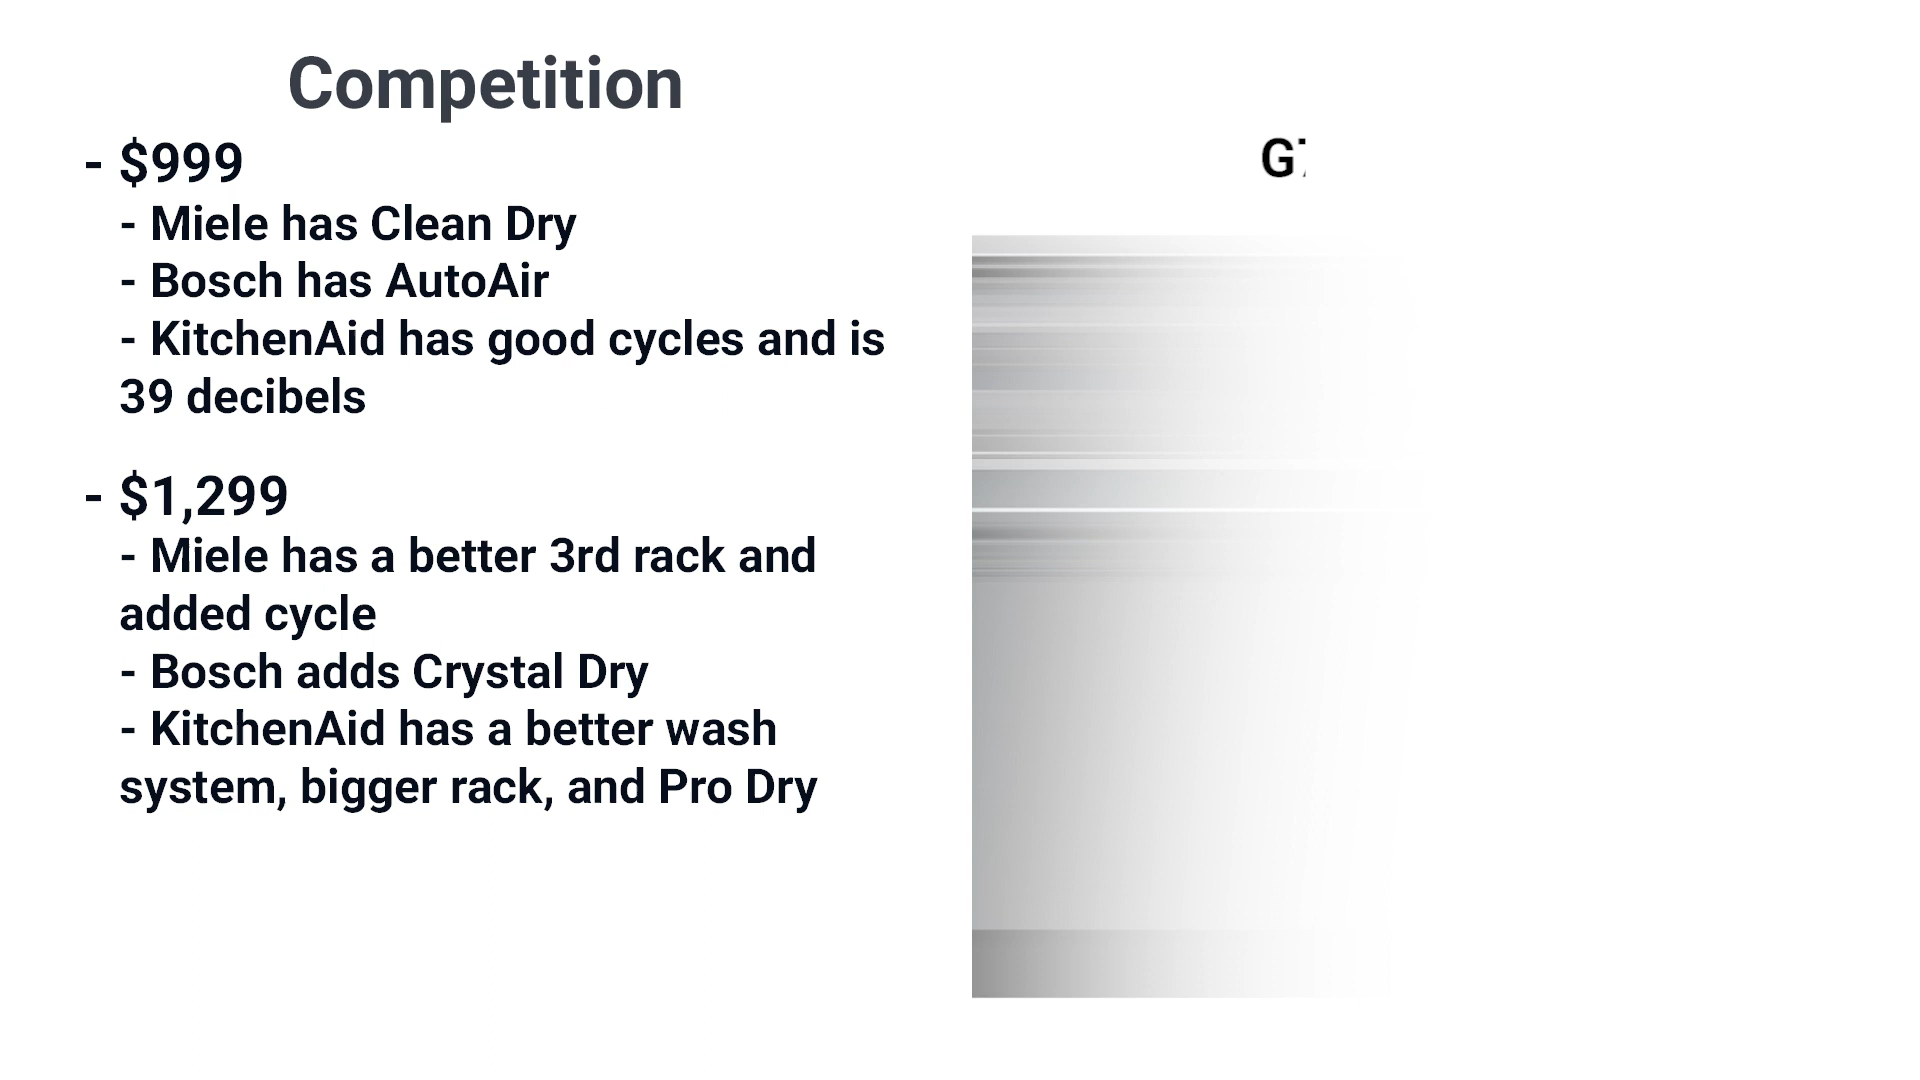 Competition
- $999
- Miele has Clean Dry
- Bosch has AutoAir
- KitchenAid has good cycles and is
39 decibels
- $1,299
- Miele has a better 3rd rack and
added cycle
- Bosch adds Crystal Dry
- KitchenAid has a better wash
system, bigger rack, and Pro Dry